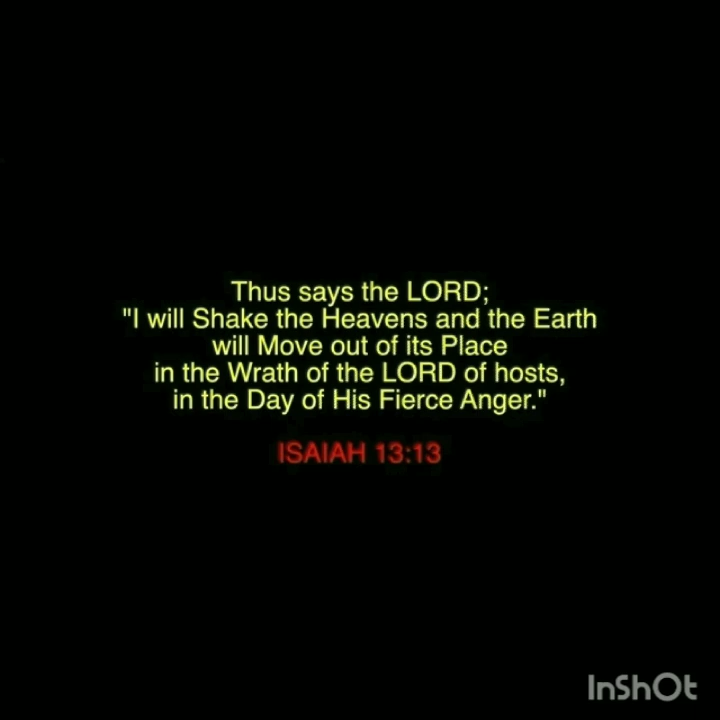 Thus says the LORD;
"I will Shake the Heavens and the Earth
will Move out of its Place
in the Wrath of the LORD of hosts,
in the Day of His Fierce Anger."
ISAIAH 13:13
InShOt